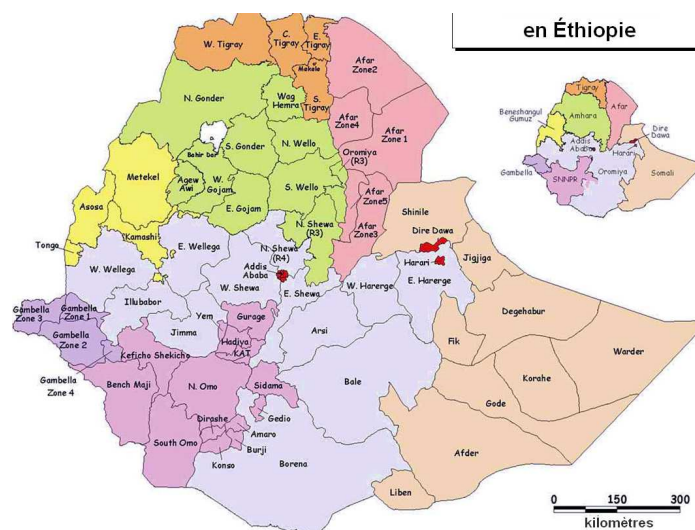 en Éthiopie
W. Tigray
C. Tigray
E. Tigray
Mekele
S. Tigray
Afar Zone2
N. Gonder
Wag Hemra
Afar Zone4
Afar Zone 1
Bahir Dar
S. Gonder
N. Wello
Oromiya (R3)
Metekel
Agew Awi
W. Gojam
S. Wello
Afar Zone5
Asosa
E. Gojam
N. Shewa (R3)
Afar Zone3
Shinile
Kamashi
Tongo
E. Wellega
N. Shewa (R4)
Dire Dawa
W. Wellega
Addis Ababa
Harari
Jigjiga
W. Shewa
E. Shewa
W. Harerge
E. Harerge
Illubabor
Gambella Zone 3
Gambella Zone 1
Yem
Gurage
Degehabur
Gambella Zone 2
Jimma
Hadiya
Arsi
Fik
Warder
Keficho Shekicho
KAT
Gambella Zone 4
Bench Maji
N. Omo
Sidama
Bale
Korahe
Gode
Dirashe
Gedio
South Omo
Amaro
Burji
Konso
Borena
Afder
Liben
Tigray
Beneshangul Gumuz
Amhara
Afar
Dire Dawa
Addis Ababa
Harari
Gambella
SNNPR
Oromiya
Somali
0 150 300
kilomètres